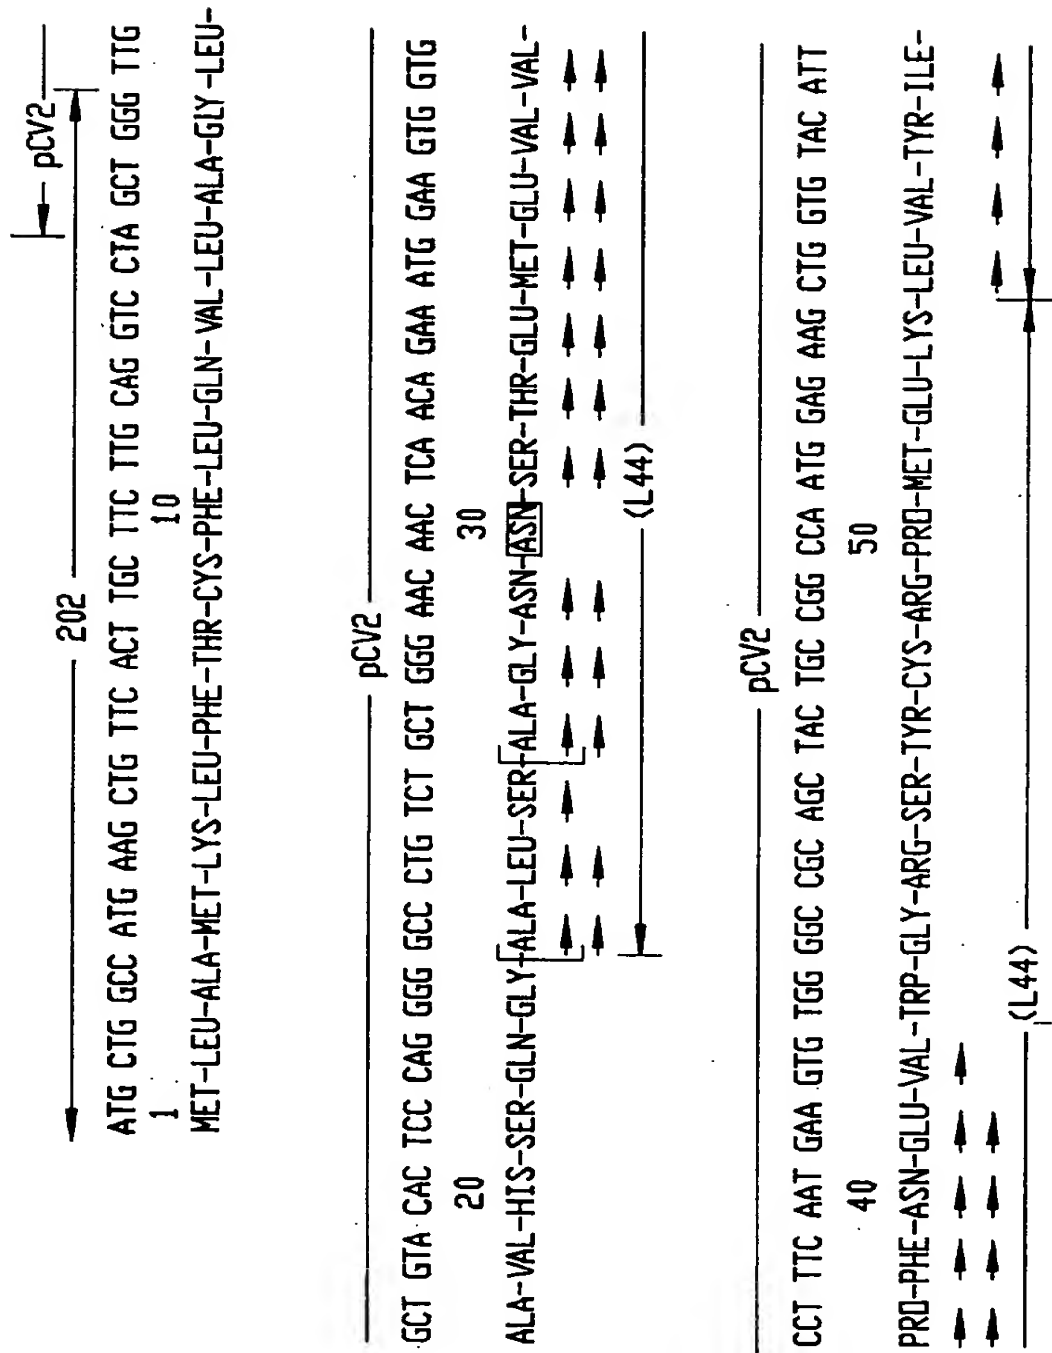 pCV2
202
ATG CTG GCC ATG AAG CTG TTC ACT TGC TTC TTG CAG GTC CTA GCT GGG TTG
1 10
MET-LEU-ALA-MET-LYS-LEU-PHE-THR-CYS-PHE-LEU-GLN-VAL-LEU-ALA-GLY-LEU-
pCV2
GCT GTA CAC TCC CAG GGG GCC CTG TCT GCT GGG AAC AAC TCA ACA GAA ATG GAA GTG GTG
20 30
ALA-VAL-HIS-SER-GLN-GLY-ALA-LEU-SER-ALA-GLY-ASN-ASN-SER-THR-GLU-MET-GLU-VAL-VAL-
(L44)
pCV2
CCT TTC AAT GAA GTG TGG GGC CGC AGC TAC TGC CGG CCA ATG GAG AAG CTG GTG TAC ATT
40 50
PRO-PHE-ASN-GLU-VAL-TRP-GLY-ARG-SER-TYR-CYS-ARG-PRO-MET-GLU-LYS-LEU-VAL-TYR-ILE-
(L44)